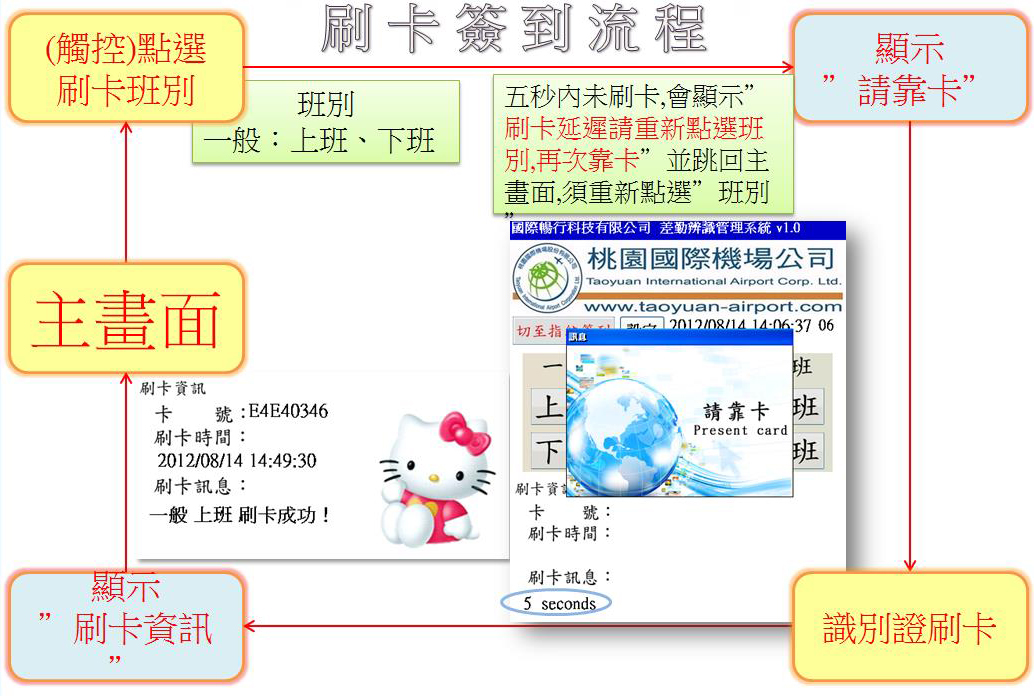 刷卡簽到流程
(觸控)點選
刷卡班別
顯示
”請靠卡”
班別
一般：上班、下班
五秒內未刷卡,會顯示”
刷卡延遲請重新點選班
別,再次靠卡”並跳回主
畫面,須重新點選”班別
”
國際暢行科技有限公司 差勤辨識管理系統 v1.0
桃園國際機場公司
Taoyuan International Airport Corp. Ltd.
www.taoyuan-airport.com
切至指
2012/08/14 14:06:37 06
訊息
一
班
上
班
下
班
請靠卡
Present card
刷卡資
卡 號：
刷卡時間：
刷卡訊息：
5 seconds
主畫面
刷卡資訊
卡 號：E4E40346
刷卡時間：
2012/08/14 14:49:30
刷卡訊息：
一般 上班 刷卡成功！
顯示
”刷卡資訊
”
識別證刷卡